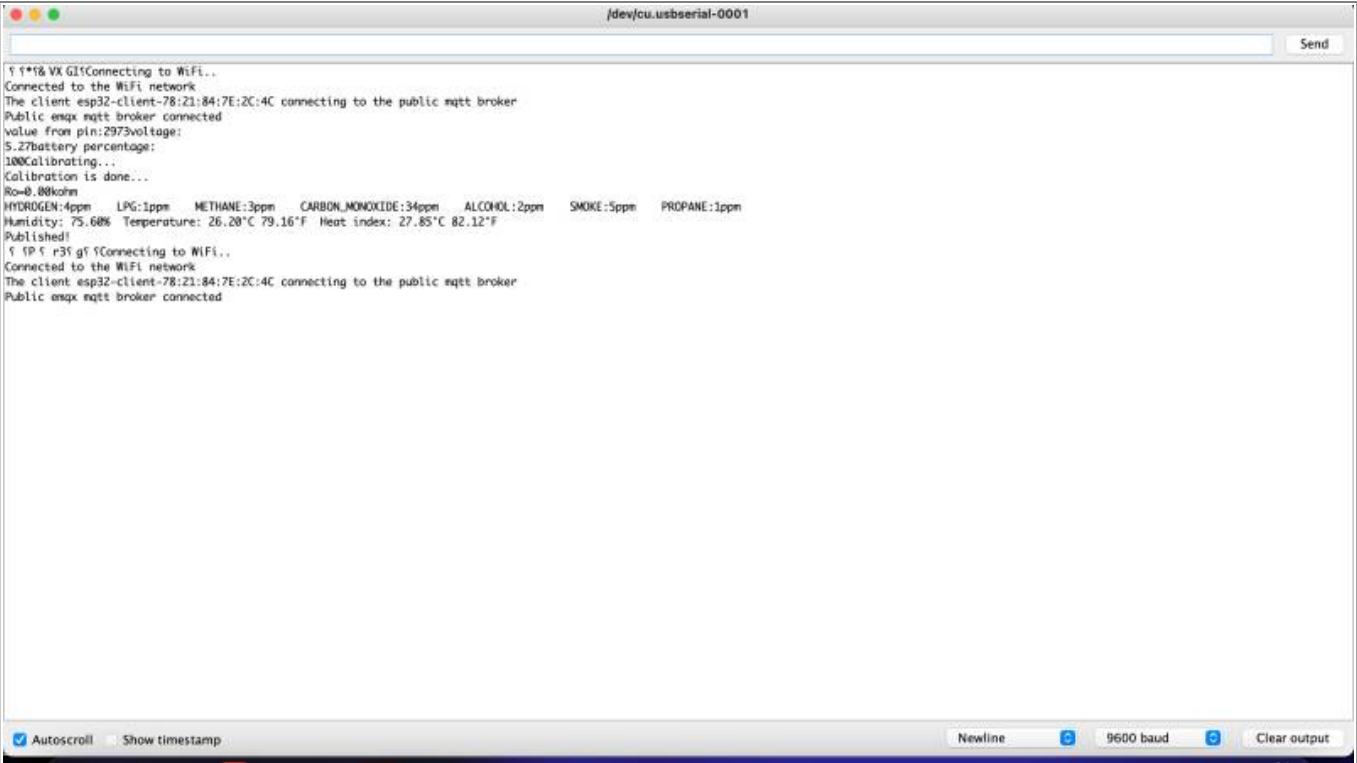 /dev/cu.usbserial-0001
Send
VX GI⸮Connecting to WiFi..
Connected to the WiFi network
The client esp32-client-78:21:84:7E:2C:4C connecting to the public mqtt broker
Public emqx mqtt broker connected
value from pin:2973voltage:
5.27battery percentage:
100Calibrating...
Calibration is done...
Ro=0.00kohm
HYDROGEN:4ppm LPG:1ppm METHANE:3ppm CARBON_MONOXIDE:34ppm ALCOHOL:2ppm SMOKE:5ppm PROPANE:1ppm
Humidity: 75.60% Temperature: 26.20°C 79.16°F Heat index: 27.85°C 82.12°F
Published!
⸮Connecting to WiFi..
Connected to the WiFi network
The client esp32-client-78:21:84:7E:2C:4C connecting to the public mqtt broker
Public emqx mqtt broker connected
Autoscroll Show timestamp Newline 9600 baud Clear output